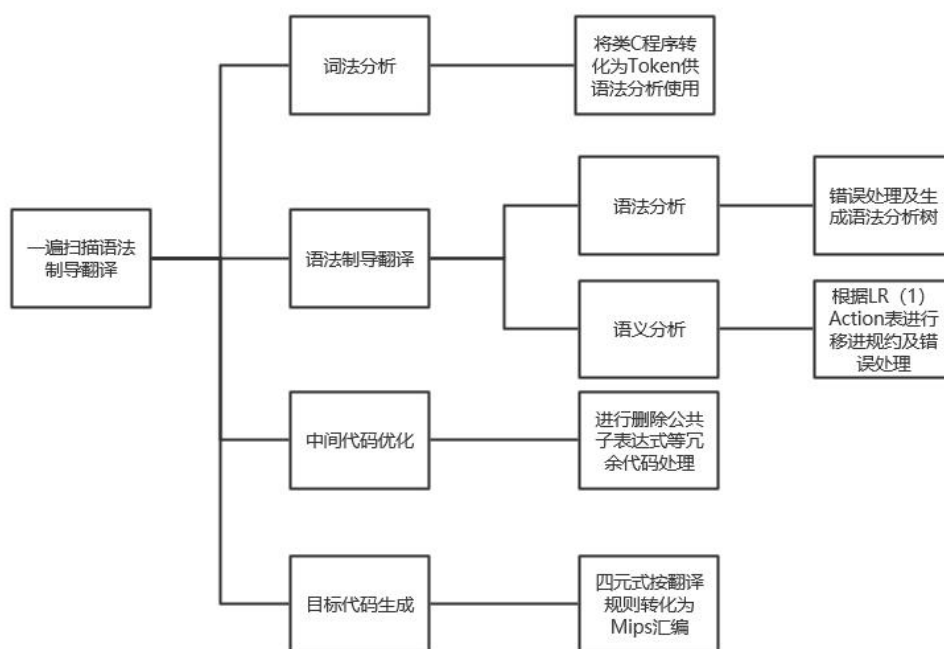 词法分析
将类C程序转
化为Token供
语法分析使用
一遍扫描语法
制导翻译
语法制导翻译
语法分析
错误处理及生
成语法分析树
语义分析
根据LR（1）
Action表进行
移进规约及错
误处理
中间代码优化
进行删除公共
子表达式等冗
余代码处理
目标代码生成
四元式按翻译
规则转化为
Mips汇编